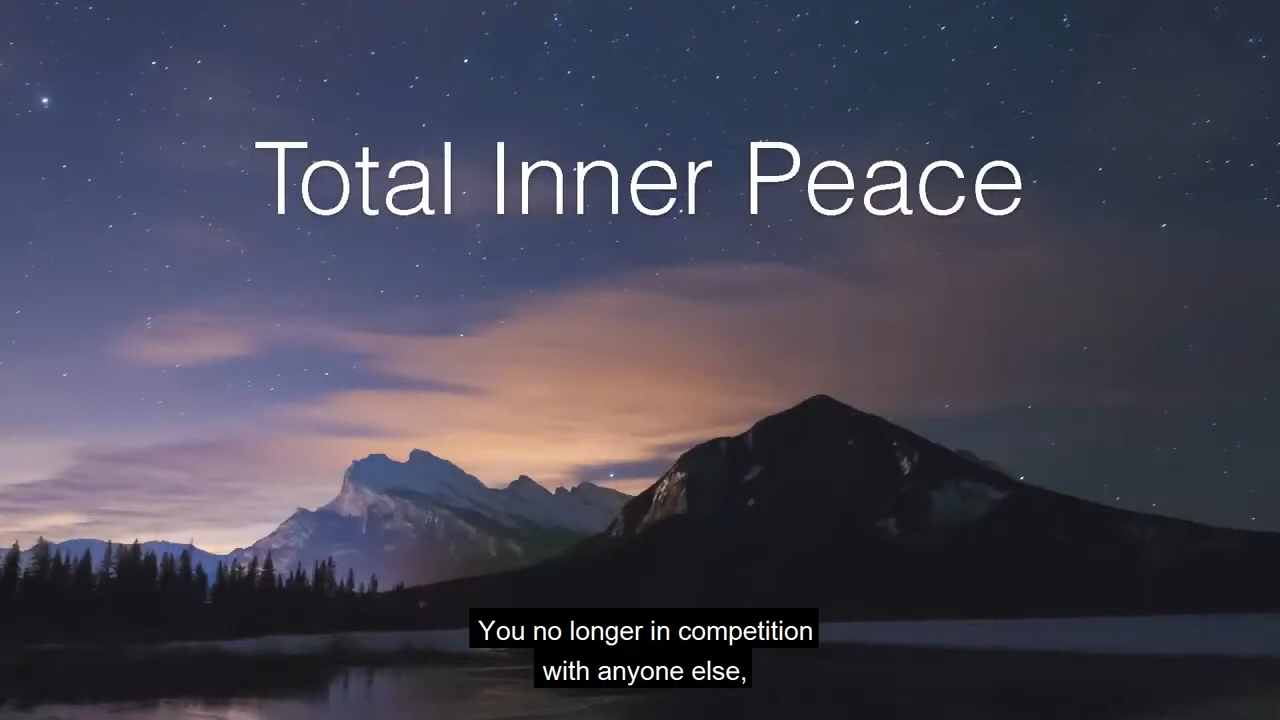 Total Inner Peace
You no longer in competition
with anyone else,